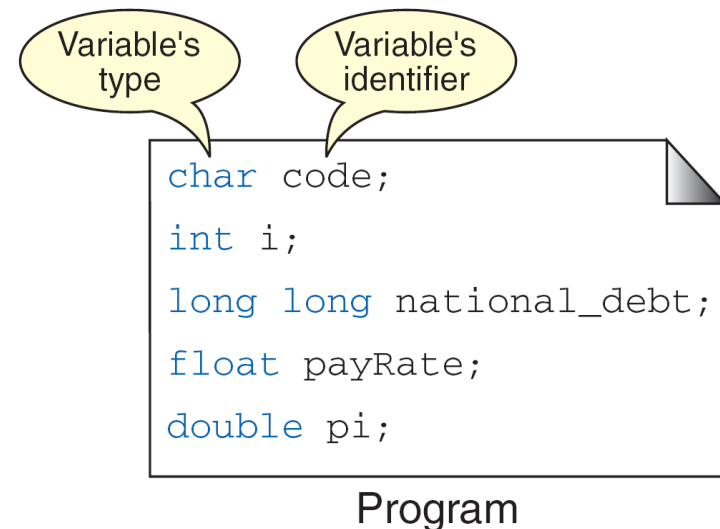 Variable's
type
Variable's
identifier
char code;
int i;
long long national_debt;
float payRate;
double pi;
Program